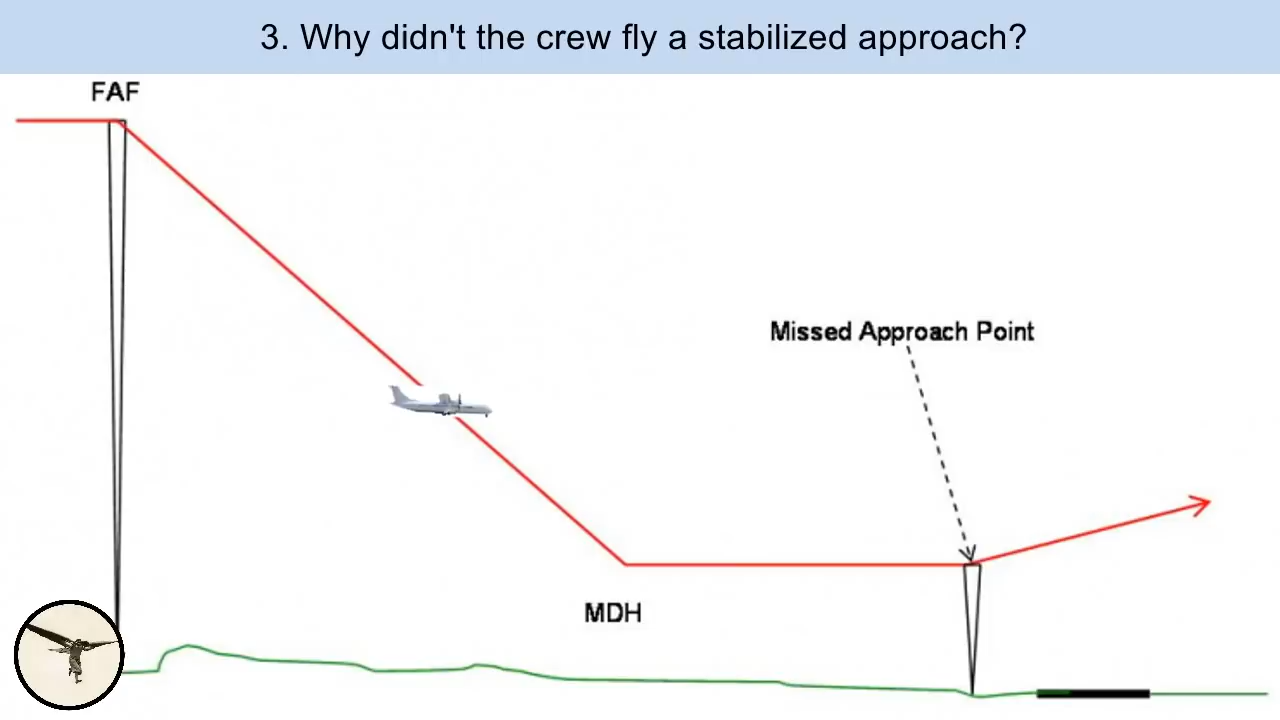 3. Why didn't the crew fly a stabilized approach?
FAF
Missed Approach Point
MDH